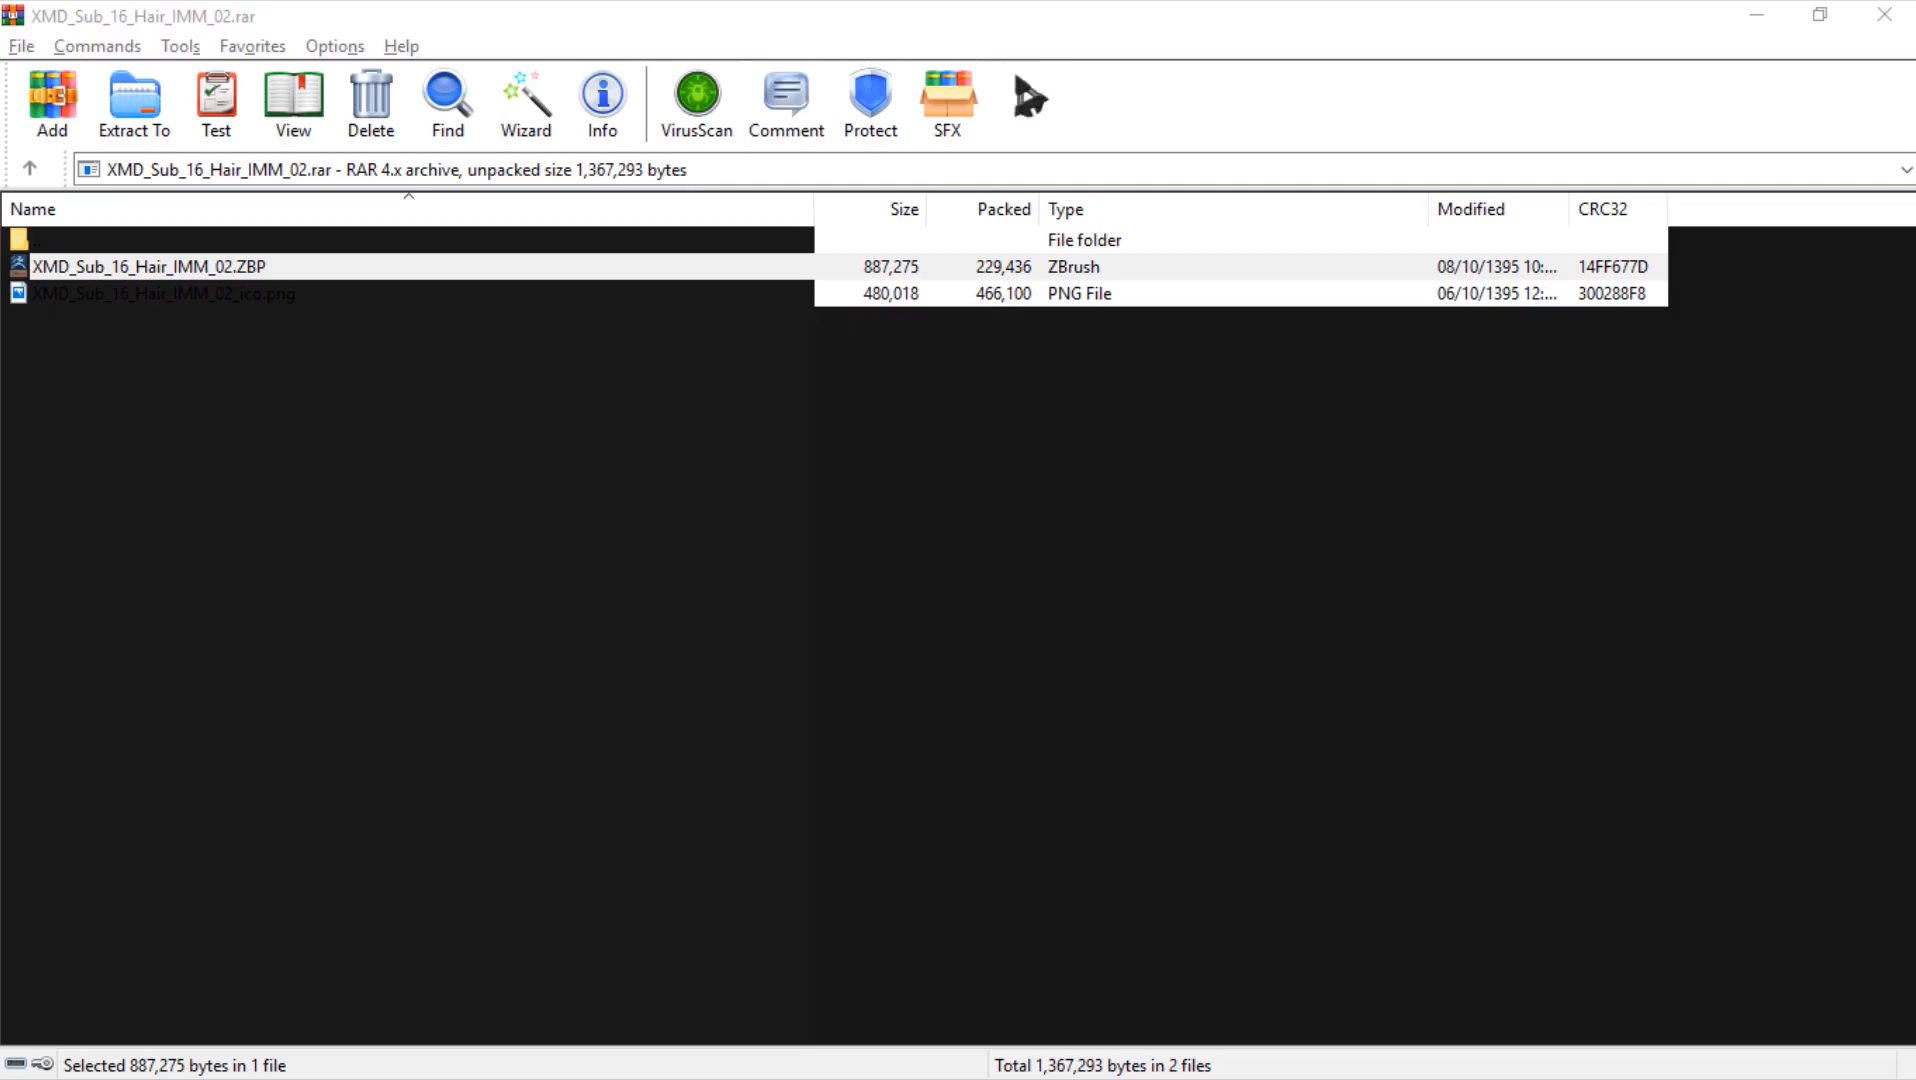 XMD_Sub_16_Hair_IMM_02.rar
File Commands Tools Favorites Options Help
Add Extract To Test View Delete Find Wizard Info VirusScan Comment Protect SFX
XMD_Sub_16_Hair_IMM_02.rar - RAR 4.x archive, unpacked size 1,367,293 bytes
Name Size Packed Type Modified CRC32
.. File folder
XMD_Sub_16_Hair_IMM_02.ZBP 887,275 229,436 ZBrush 08/10/1395 10:... 14FF677D
XMD_Sub_16_Hair_IMM_02_ico.png 480,018 466,100 PNG File 06/10/1395 12:... 300288F8
Selected 887,275 bytes in 1 file Total 1,367,293 bytes in 2 files